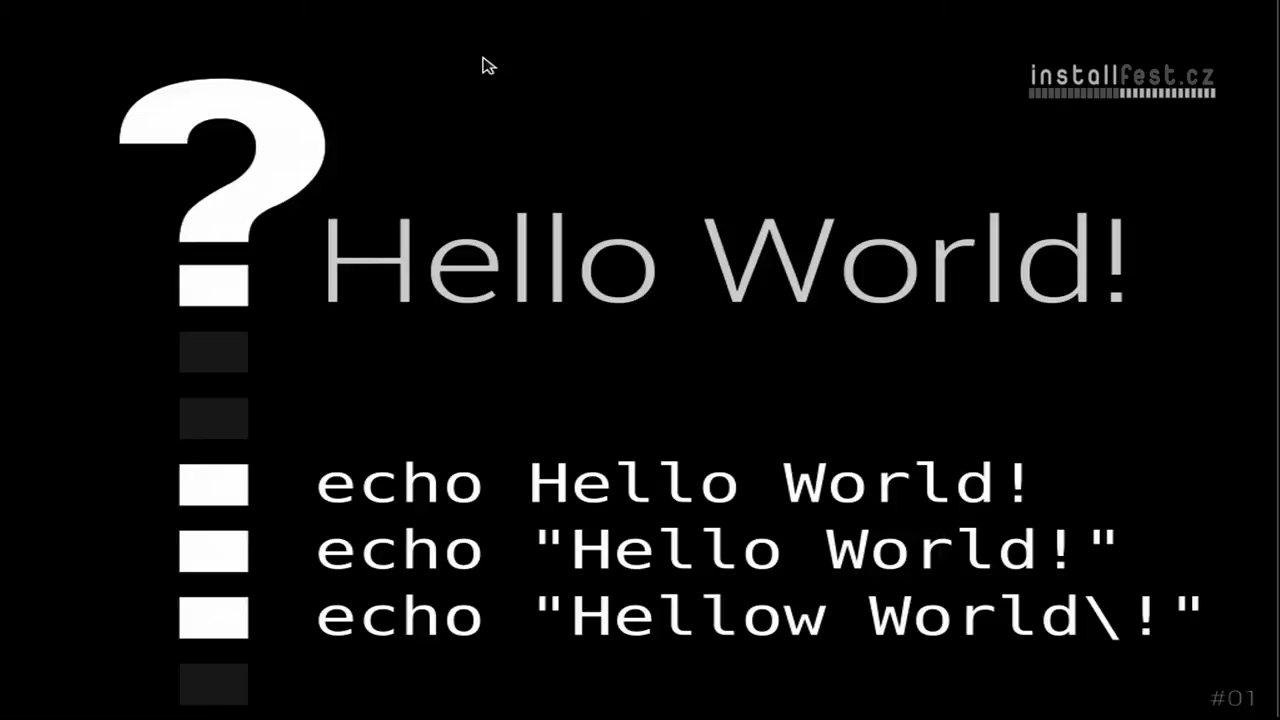 installfest.cz
?
Hello World!
echo Hello World!
echo "Hello World!"
echo "Hellow World\!"
#01